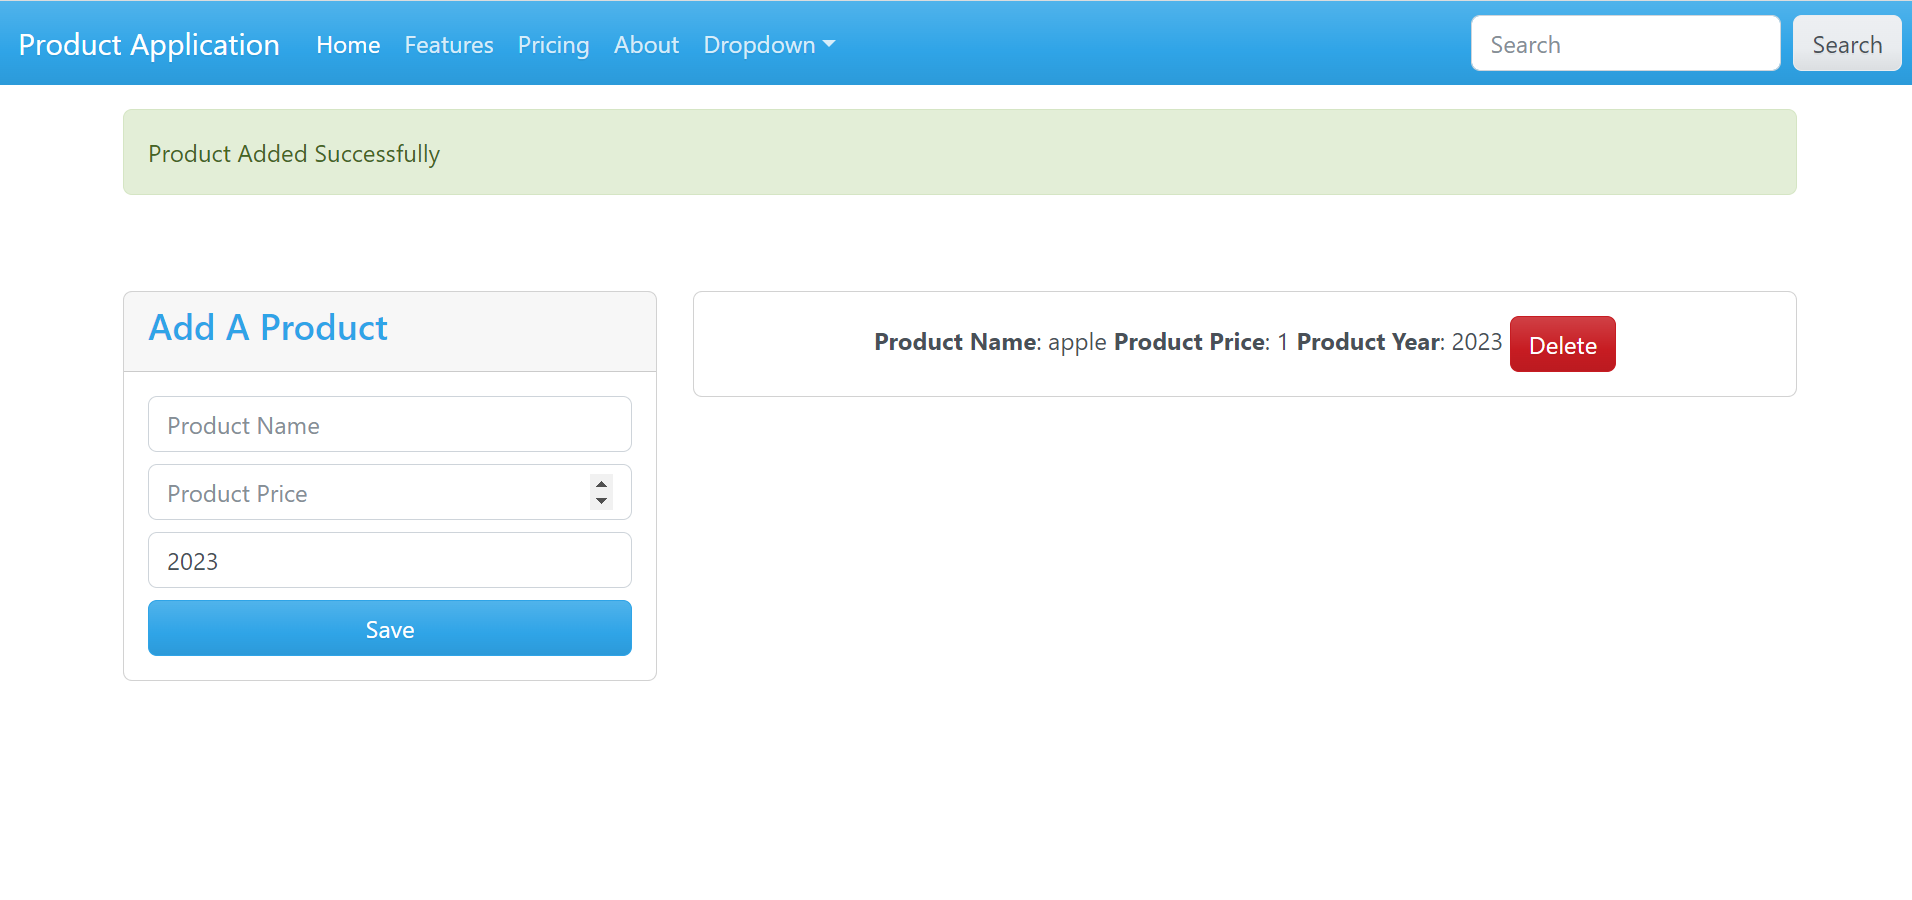 Product Application Home Features Pricing About Dropdown Search Search
Product Added Successfully
Add A Product
Product Name
Product Price
2023
Save
Product Name: apple Product Price: 1 Product Year: 2023 Delete